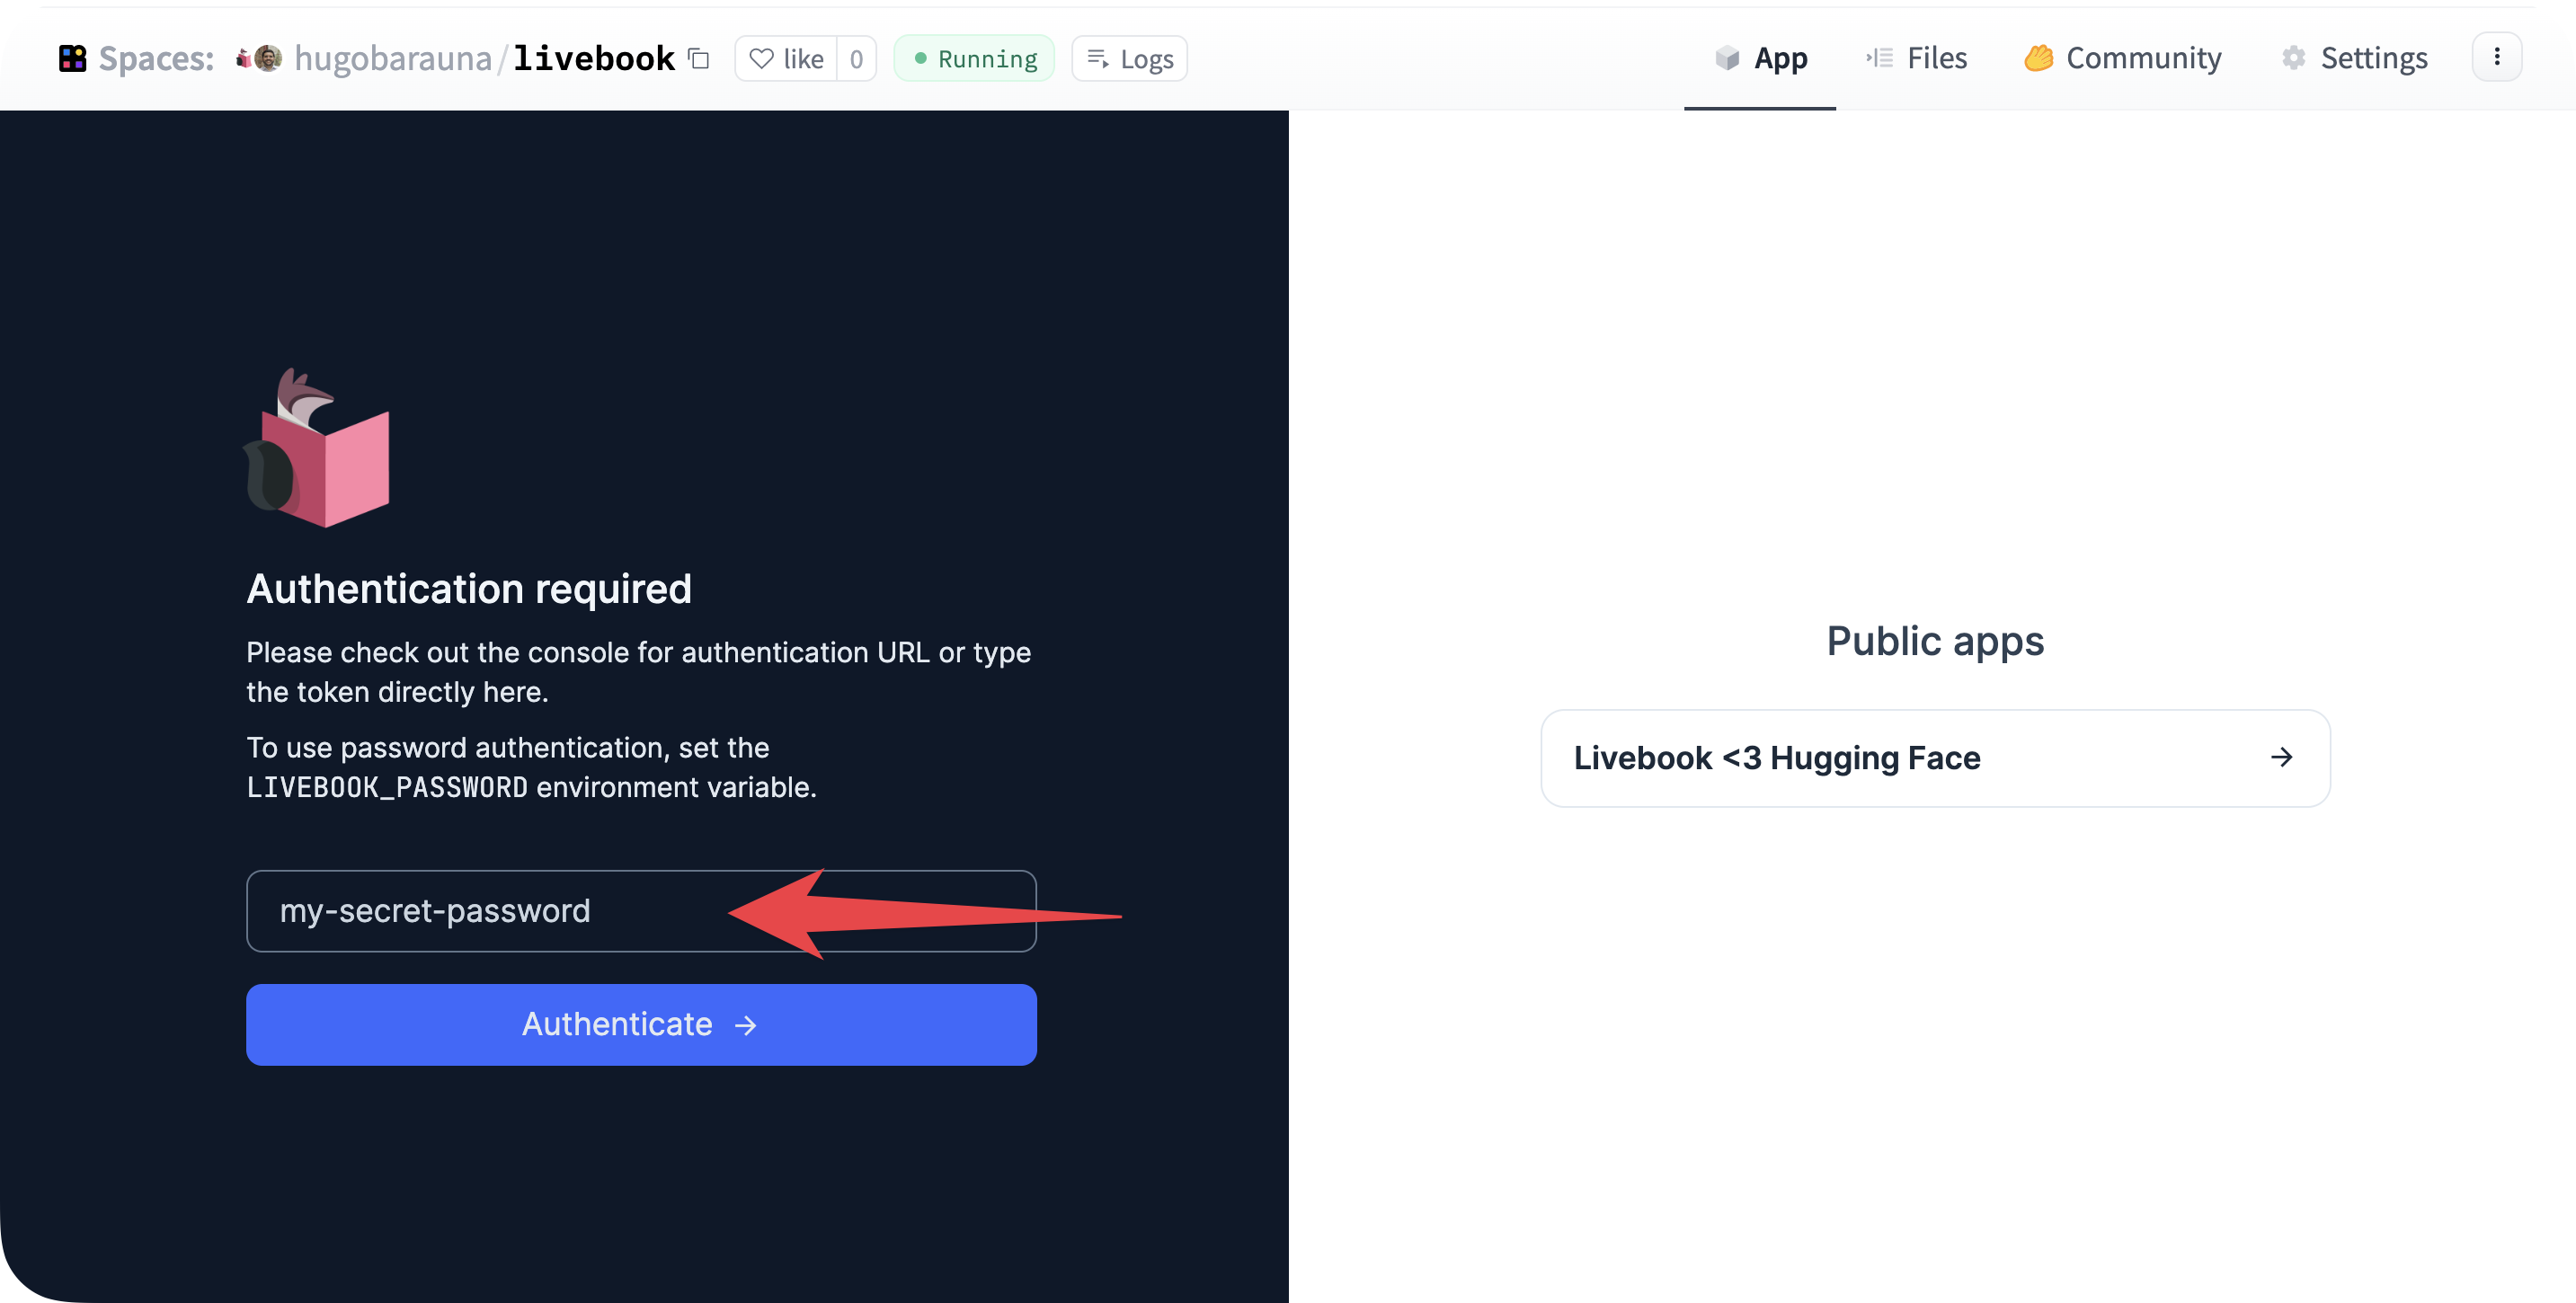 Spaces: hugobarauna/livebook like 0 Running Logs App Files Community Settings
Authentication required
Please check out the console for authentication URL or type
the token directly here.
To use password authentication, set the
LIVEBOOK_PASSWORD environment variable.
my-secret-password
Authenticate →
Public apps
Livebook <3 Hugging Face →